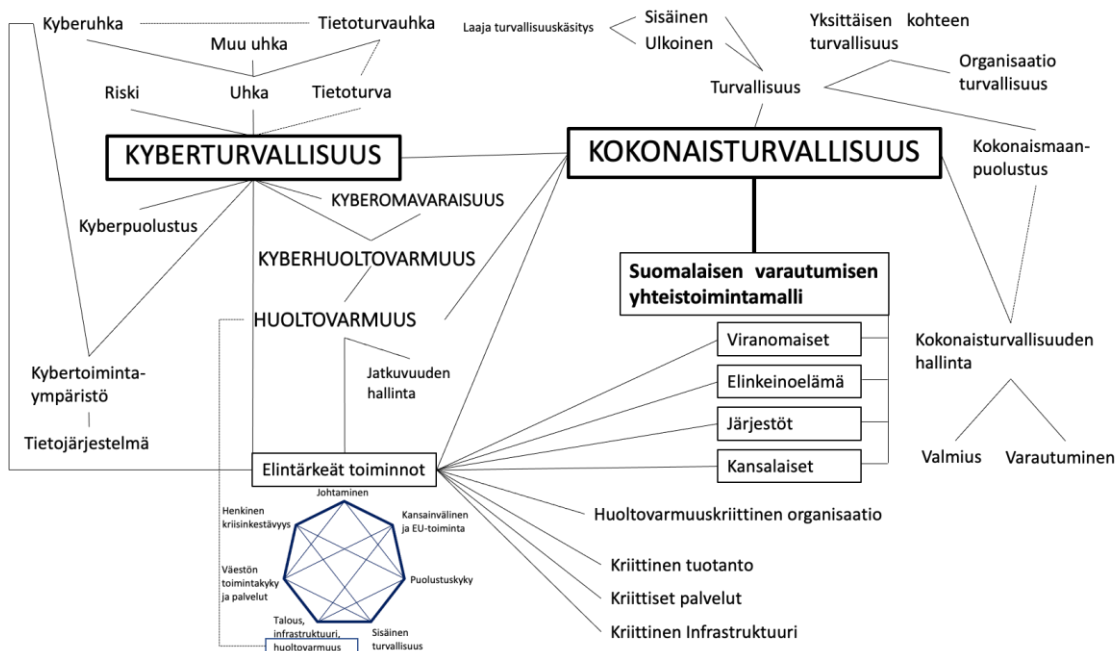 Kyberuhka
Tietoturvauhka
Muu uhka
Riski
Uhka
Tietoturva
KYBERTURVALLISUUS
Kyberpuolustus
KYBEROMAVARAISUUS
KYBERHUOLTOVARMUUS
HUOLTOVARMUUS
Jatkuvuuden
hallinta
Kybertoiminta-
ympäristö
Tietojärjestelmä
Laaja turvallisuuskäsitys
Sisäinen
Ulkoinen
Yksittäisen kohteen
turvallisuus
Organisaatio
turvallisuus
Turvallisuus
KOKONAISTURVALLISUUS
Kokonaismaan-
puolustus
Suomalaisen varautumisen
yhteistoimintamalli
Viranomaiset
Elinkeinoelämä
Järjestöt
Kansalaiset
Kokonaisturvallisuuden
hallinta
Valmius
Varautuminen
Elintärkeät toiminnot
Johtaminen
Henkinen
kriisinkestävyys
Kansainvälinen
ja EU-toiminta
Väestön
toimintakyky
ja palvelut
Puolustuskyky
Talous,
infrastruktuuri,
huoltovarmuus
Sisäinen
turvallisuus
Huoltovarmuuskriittinen organisaatio
Kriittinen tuotanto
Kriittiset palvelut
Kriittinen Infrastruktuuri